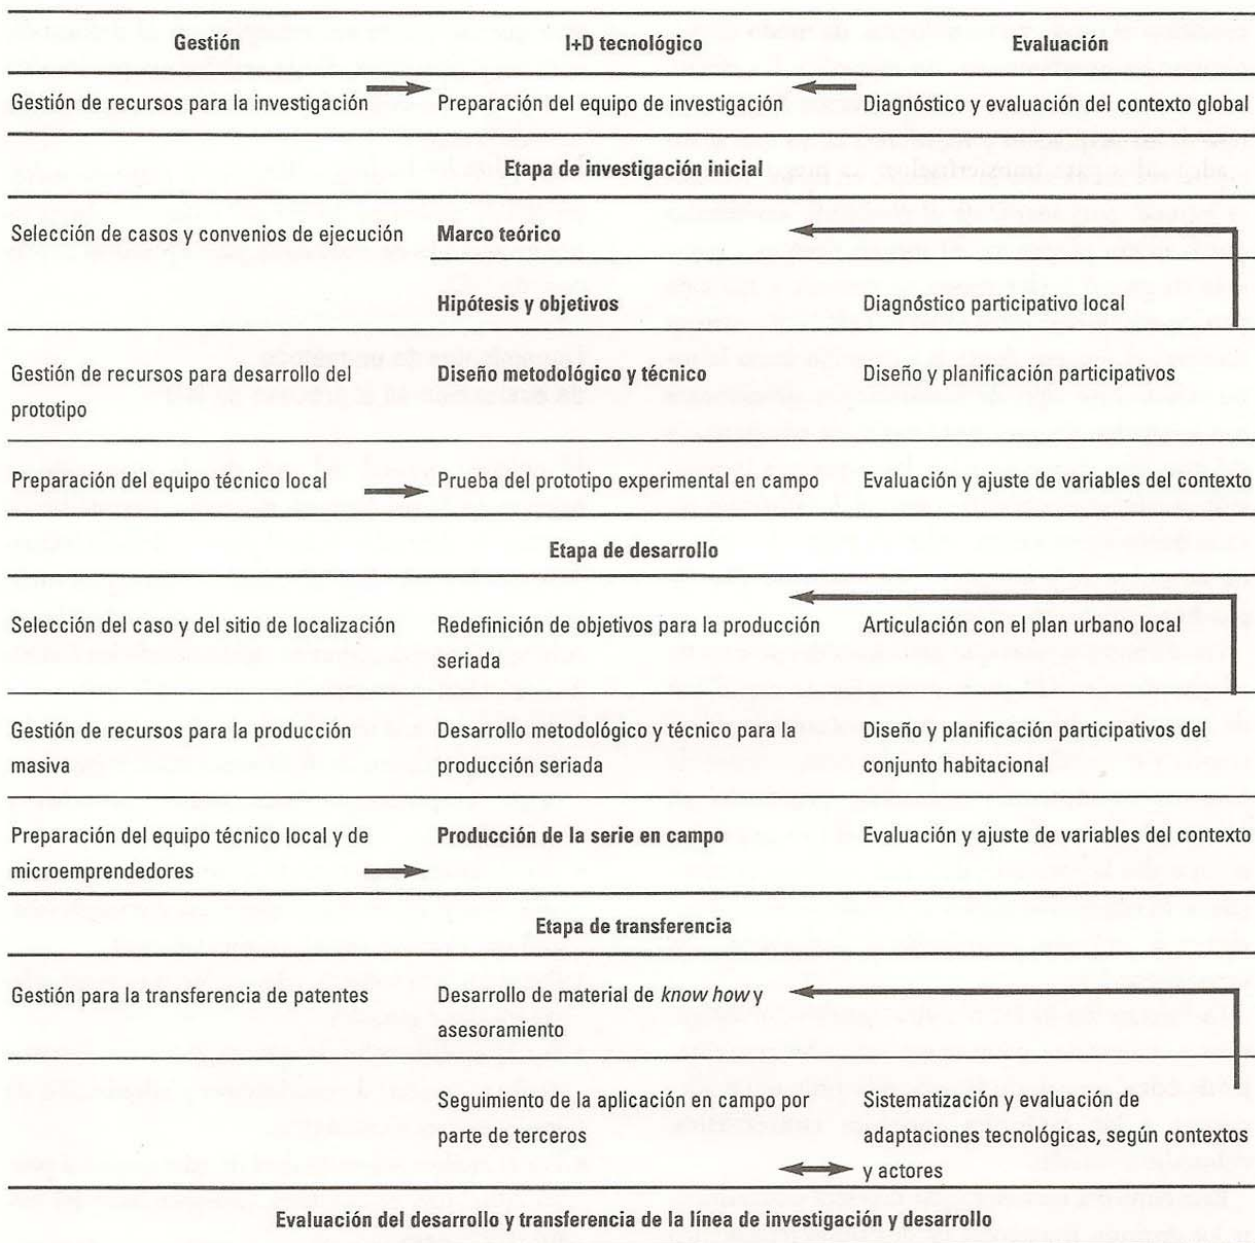 Gestión I+D tecnológico Evaluación
Gestión de recursos para la investigación Preparación del equipo de investigación Diagnóstico y evaluación del contexto global
Etapa de investigación inicial
Selección de casos y convenios de ejecución Marco teórico
Hipótesis y objetivos Diagnóstico participativo local
Gestión de recursos para desarrollo del Diseño metodológico y técnico Diseño y planificación participativos
prototipo
Preparación del equipo técnico local Prueba del prototipo experimental en campo Evaluación y ajuste de variables del contexto
Etapa de desarrollo
Selección del caso y del sitio de localización Redefinición de objetivos para la producción Articulación con el plan urbano local
seriada
Gestión de recursos para la producción Desarrollo metodológico y técnico para la Diseño y planificación participativos del
masiva producción seriada conjunto habitacional
Preparación del equipo técnico local y de Producción de la serie en campo Evaluación y ajuste de variables del contexto
microemprendedores
Etapa de transferencia
Gestión para la transferencia de patentes Desarrollo de material de know how y
asesoramiento
Seguimiento de la aplicación en campo por Sistematización y evaluación de
parte de terceros adaptaciones tecnológicas, según contextos
y actores
Evaluación del desarrollo y transferencia de la línea de investigación y desarrollo